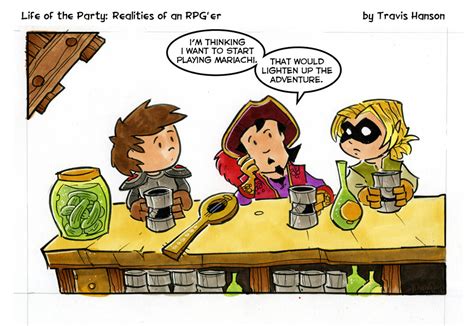 Life of the Party: Realities of an RPG'er
by Travis Hanson
I'M THINKING
I WANT TO START
PLAYING MARIACHI.
THAT WOULD
LIGHTEN UP THE
ADVENTURE.